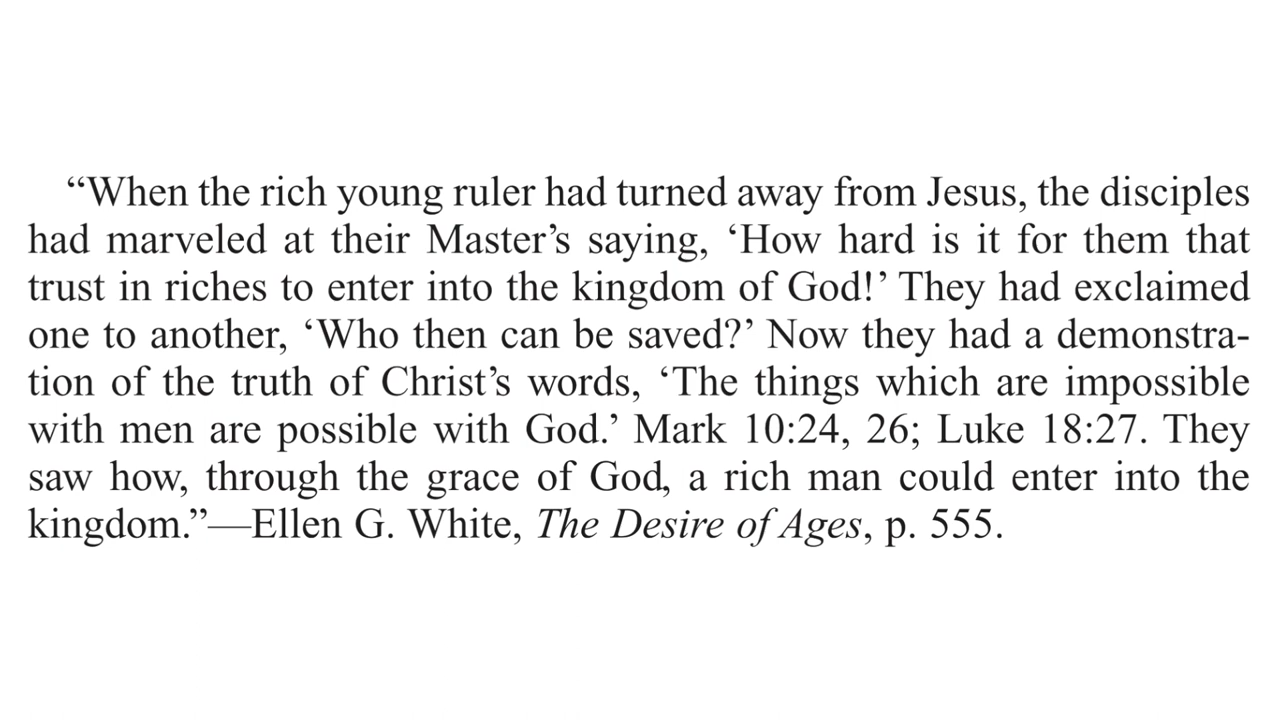 “When the rich young ruler had turned away from Jesus, the disciples
had marveled at their Master’s saying, ‘How hard is it for them that
trust in riches to enter into the kingdom of God!’ They had exclaimed
one to another, ‘Who then can be saved?’ Now they had a demonstra-
tion of the truth of Christ’s words, ‘The things which are impossible
with men are possible with God.’ Mark 10:24, 26; Luke 18:27. They
saw how, through the grace of God, a rich man could enter into the
kingdom.”—Ellen G. White, The Desire of Ages, p. 555.